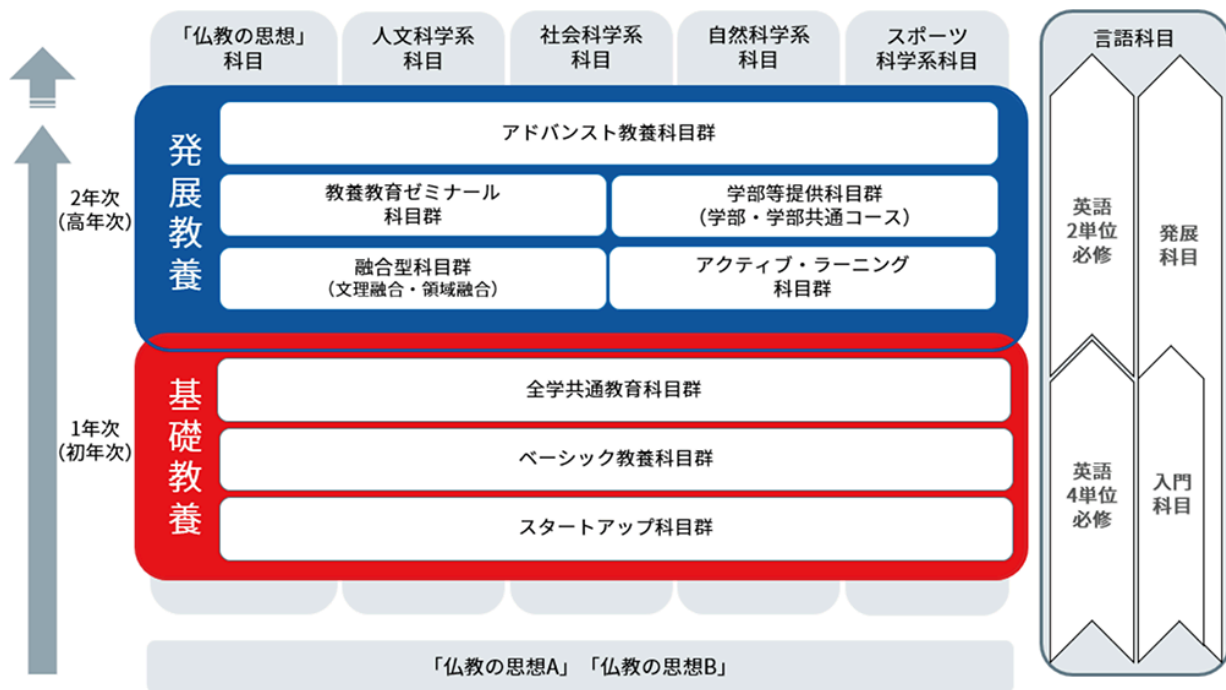 「仏教の思想」
科目
人文科学系
科目
社会科学系
科目
自然科学系
科目
スポーツ
科学系科目
言語科目
発展教養
アドバンスト教養科目群
2年次
(高年次)
教養教育ゼミナール
科目群
学部等提供科目群
(学部・学部共通コース)
融合型科目群
(文理融合・領域融合)
アクティブ・ラーニング
科目群
英語
2単位
必修
発展
科目
基礎教養
全学共通教育科目群
1年次
(初年次)
ベーシック教養科目群
スタートアップ科目群
英語
4単位
必修
入門
科目
「仏教の思想A」「仏教の思想B」